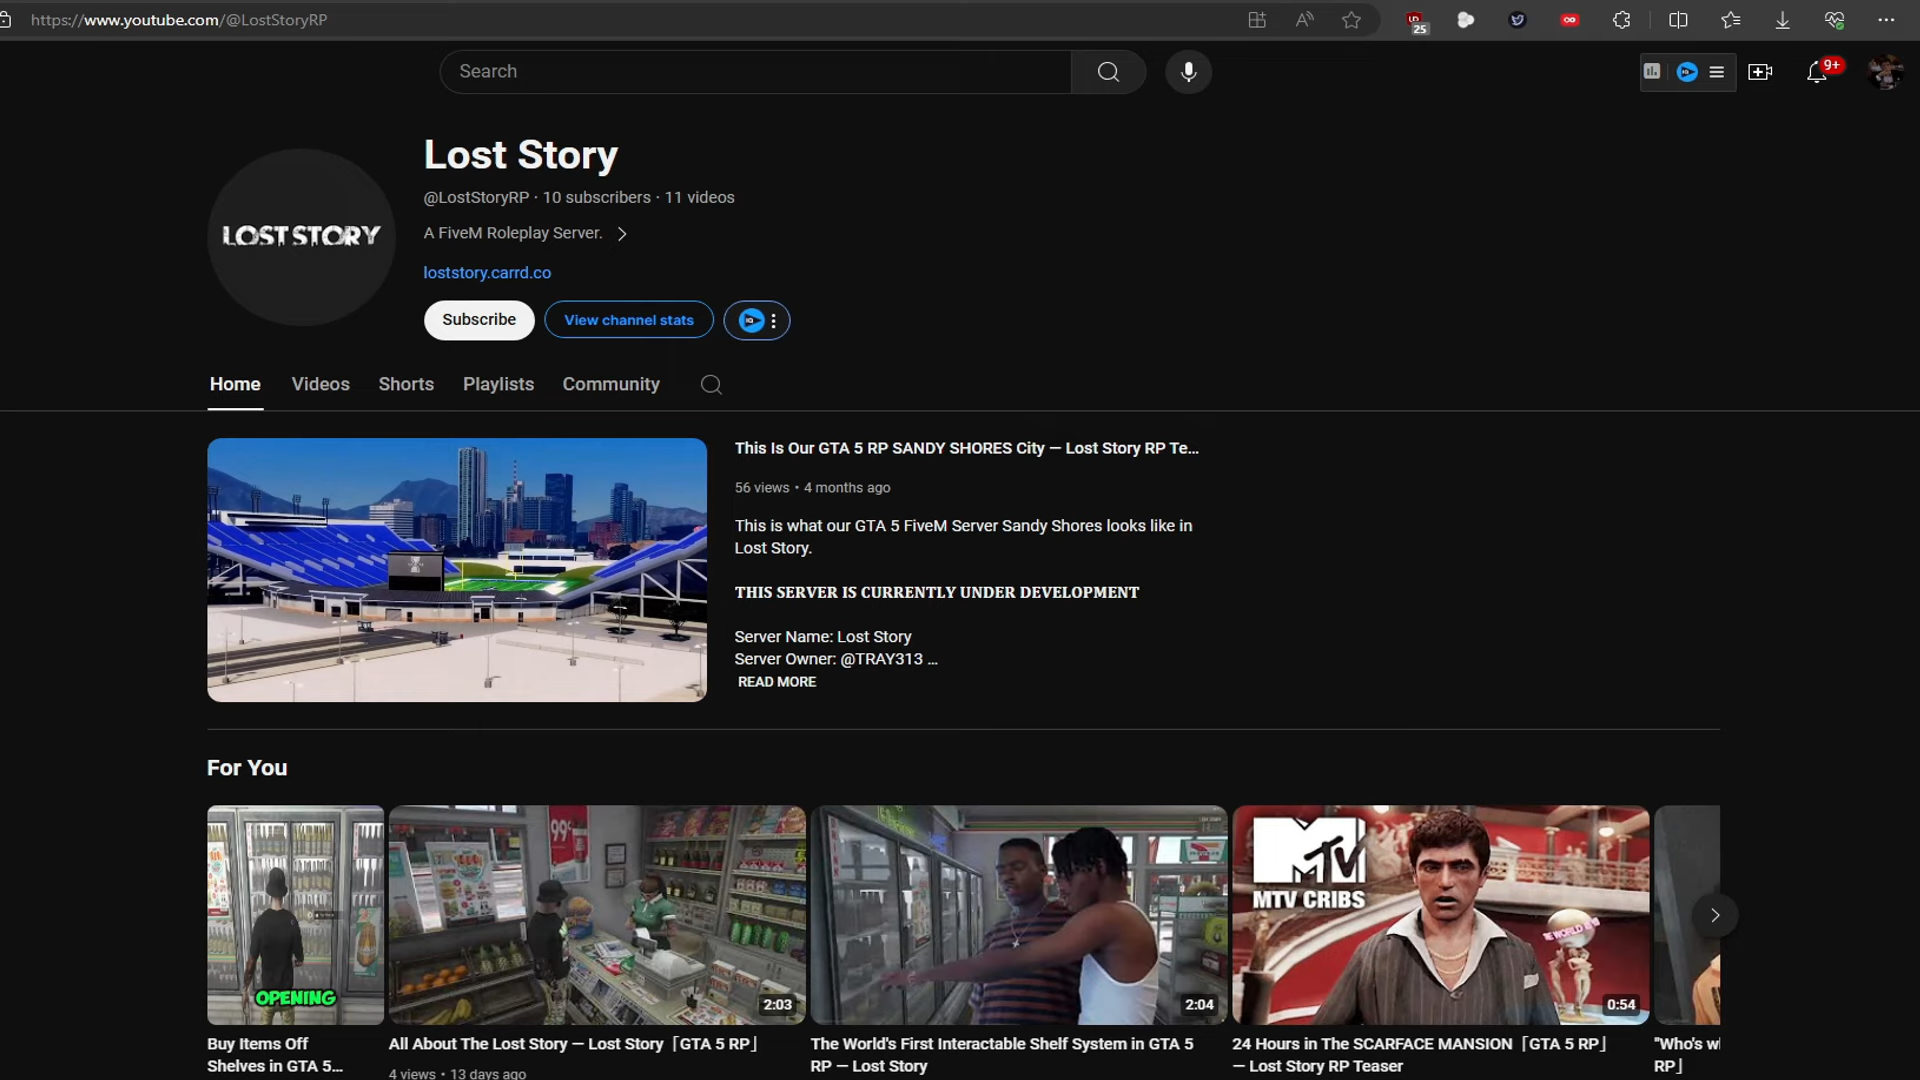 https://www.youtube.com/@LostStoryRP
25
Search
9+
Lost Story
LOST STORY
@LostStoryRP · 10 subscribers · 11 videos
A FiveM Roleplay Server.
loststory.carrd.co
Subscribe
View channel stats
Home
Videos
Shorts
Playlists
Community
This Is Our GTA 5 RP SANDY SHORES City — Lost Story RP Te...
56 views • 4 months ago
This is what our GTA 5 FiveM Server Sandy Shores looks like in
Lost Story.
THIS SERVER IS CURRENTLY UNDER DEVELOPMENT
Server Name: Lost Story
Server Owner: @TRAY313 ...
READ MORE
For You
OPENING
99¢
2:03
2:04
MTV
MTV CRIBS
THE WORLD IS
0:54
Buy Items Off
Shelves in GTA 5...
All About The Lost Story — Lost Story「GTA 5 RP」
4 views • 13 days ago
The World's First Interactable Shelf System in GTA 5
RP — Lost Story
24 Hours in The SCARFACE MANSION「GTA 5 RP」
— Lost Story RP Teaser
"Who's w
RP」